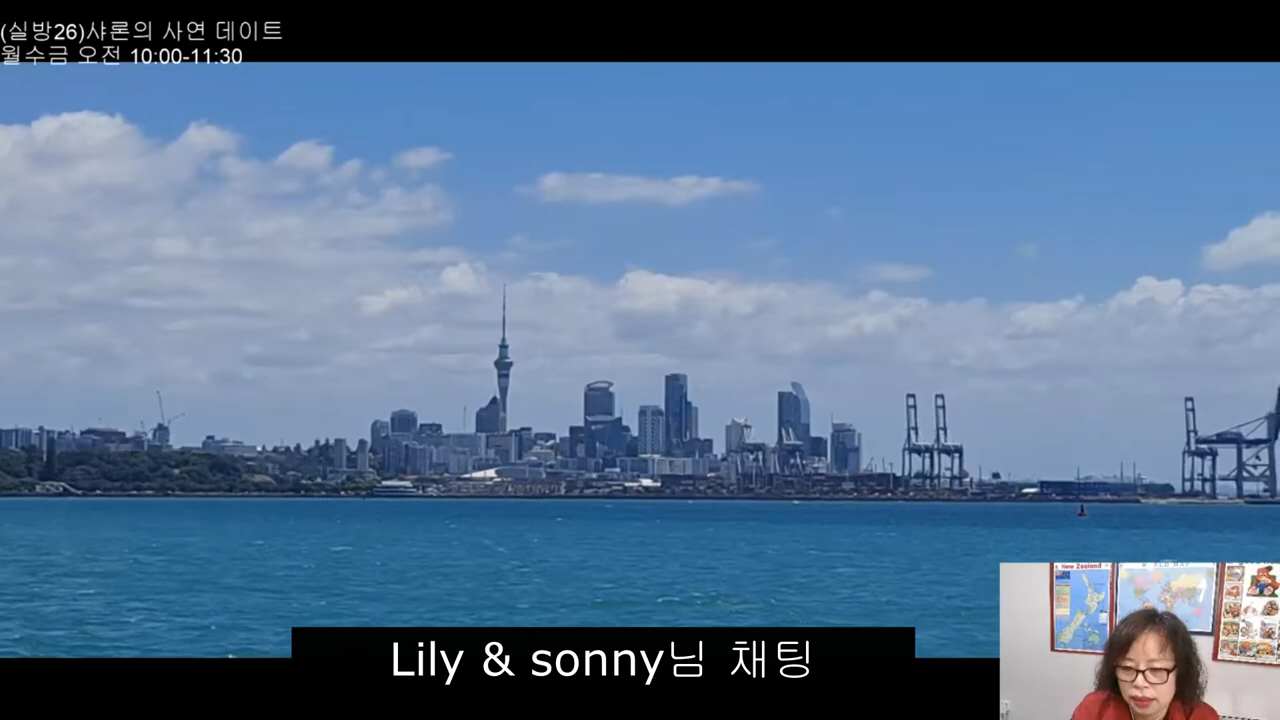 (실방26)샤론의 사연 데이트
월수금 오전 10:00-11:30
New Zealand
Lily & sonny님 채팅